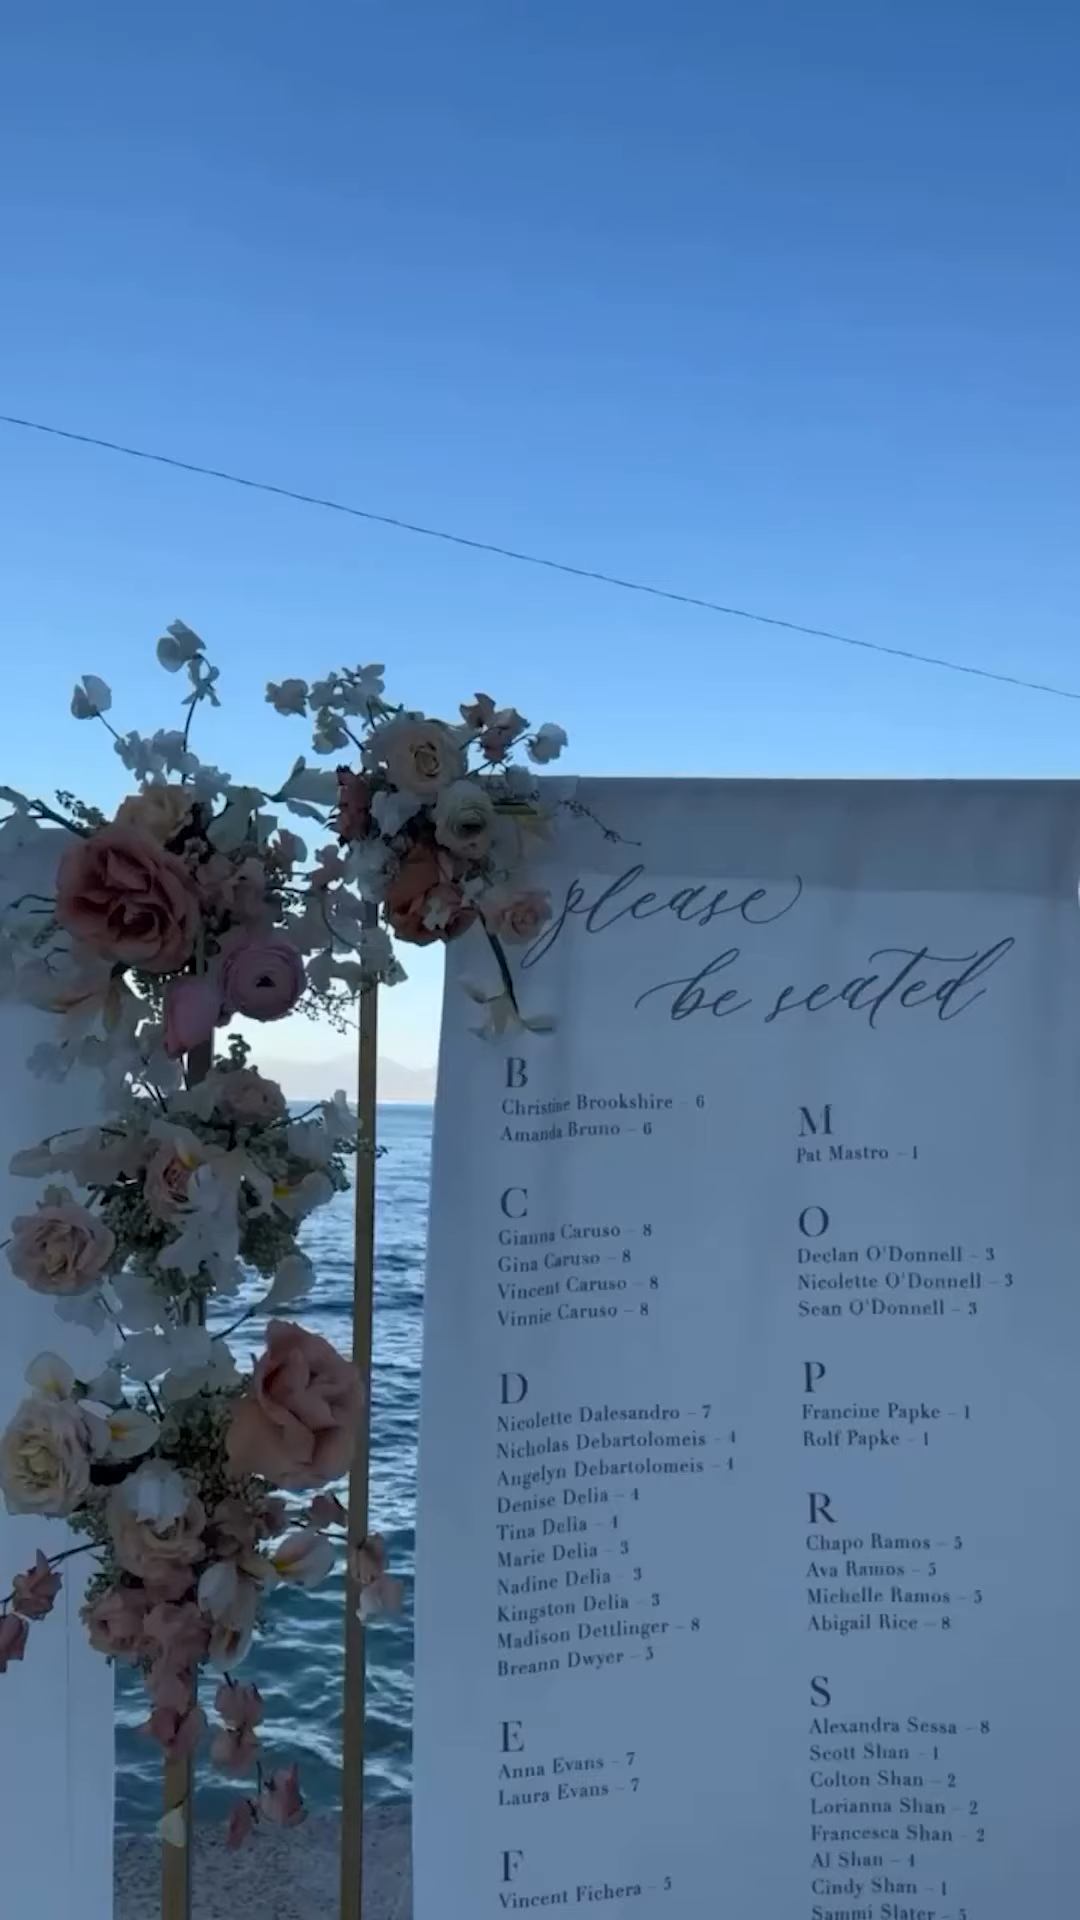 please
be seated
B
Christine Brookshire - 6
Amanda Bruno - 6
C
Gianna Caruso - 8
Gina Caruso - 8
Vincent Caruso - 8
Vinnie Caruso - 8
D
Nicolette Dalesandro - 7
Nicholas Debartolomeis - 4
Angelyn Debartolomeis - 4
Denise Delia - 4
Tina Delia - 4
Marie Delia - 3
Nadine Delia - 3
Kingston Delia - 3
Madison Dettlinger - 8
Breann Dwyer - 5
E
Anna Evans - 7
Laura Evans - 7
F
Vincent Fichera - 5
M
Pat Mastro - 1
O
Declan O'Donnell - 3
Nicolette O'Donnell - 3
Sean O'Donnell - 3
P
Francine Papke - 1
Rolf Papke - 1
R
Chapo Ramos - 5
Ava Ramos - 5
Michelle Ramos - 5
Abigail Rice - 8
S
Alexandra Sessa - 8
Scott Shan - 1
Colton Shan - 2
Lorianna Shan - 2
Francesca Shan - 2
Al Shan - 4
Cindy Shan - 1
Sammi Slater - 5